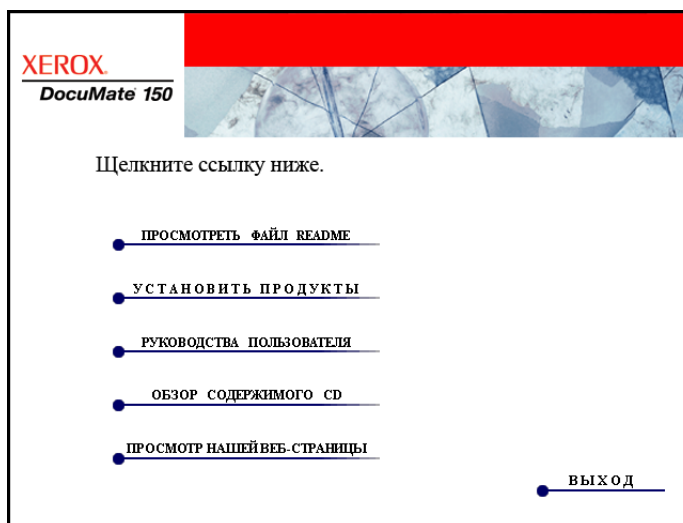 XEROX.
DocuMate 150
Щелкните ссылку ниже.
ПРОСМОТРЕТЬ ФАЙЛ README
УСТАНОВИТЬ ПРОДУКТЫ
РУКОВОДСТВА ПОЛЬЗОВАТЕЛЯ
ОБЗОР СОДЕРЖИМОГО CD
ПРОСМОТР НАШЕЙ ВЕБ-СТРАНИЦЫ
ВЫХОД